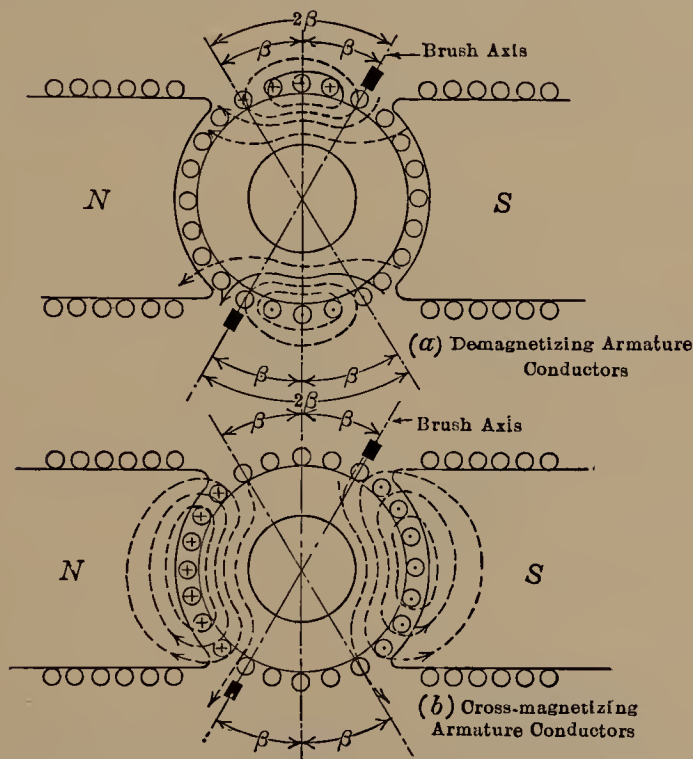 2β
β β
Brush Axis
N S
(a) Demagnetizing Armature
Conductors
β β
2β
β β
Brush Axis
N S
(b) Cross-magnetizing
Armature Conductors
β β